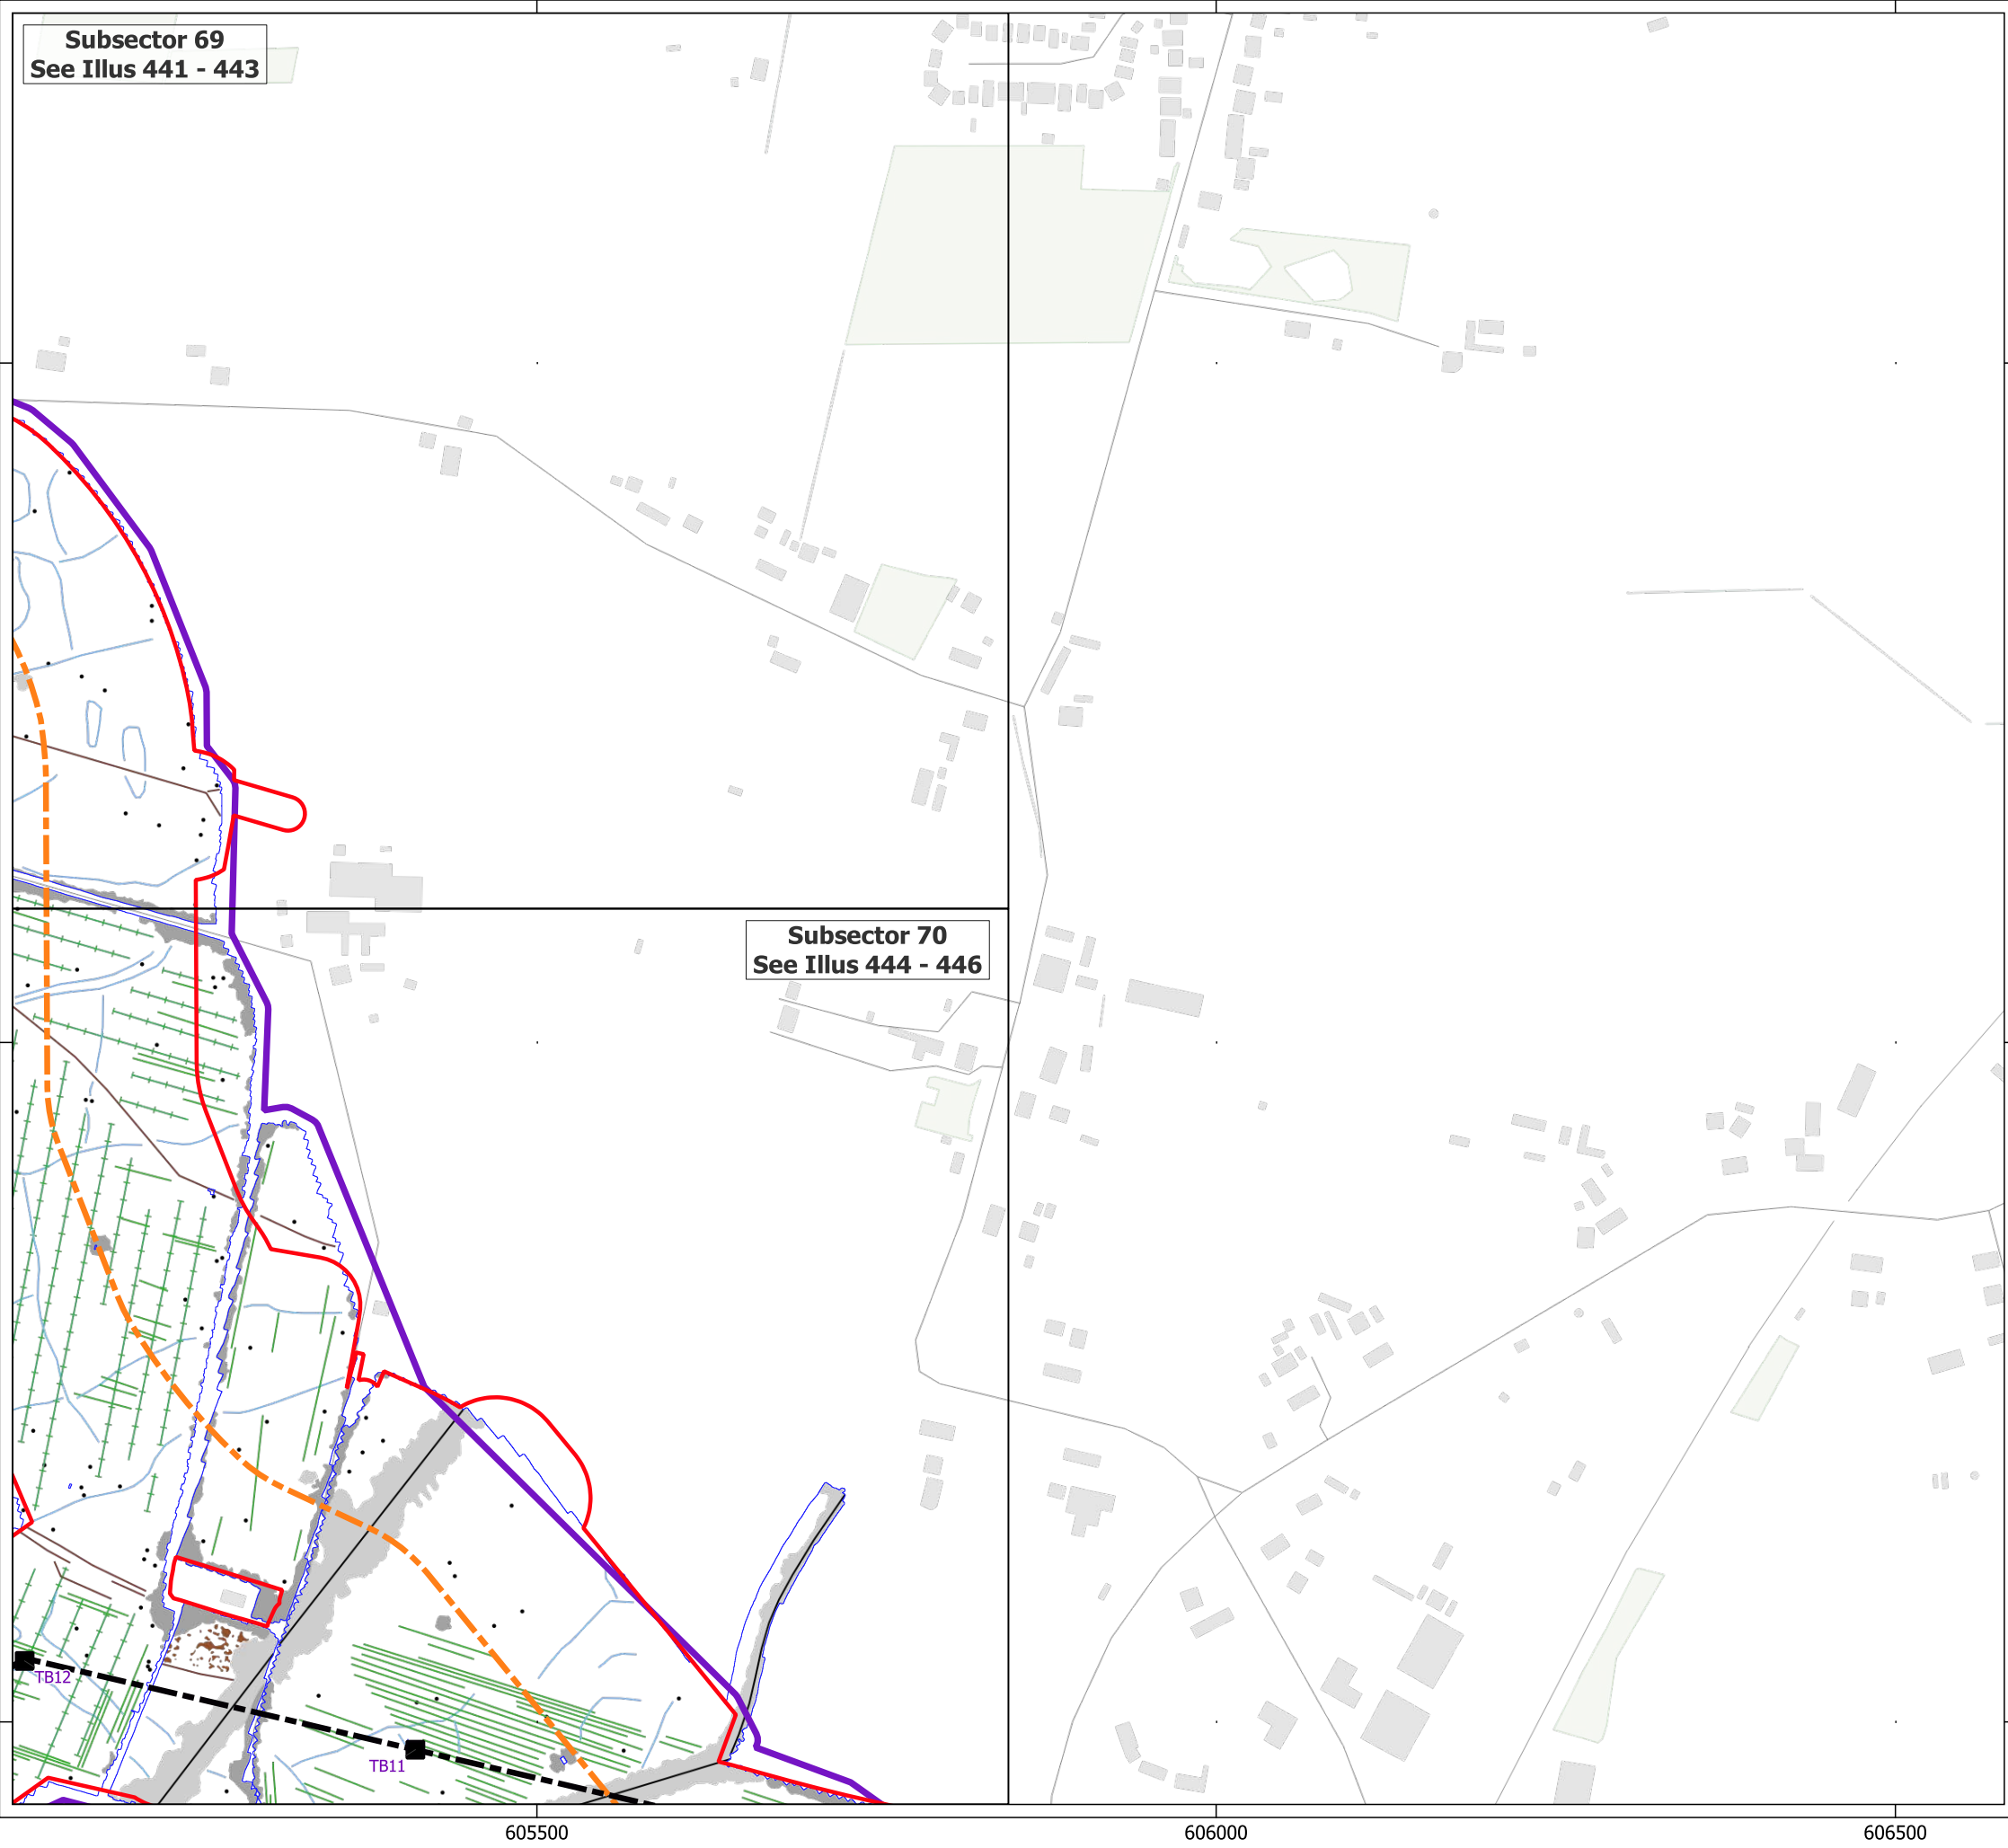 Subsector 69
See Illus 441 - 443
Subsector 70
See Illus 444 - 446
TB12
TB11
605500
606000
606500